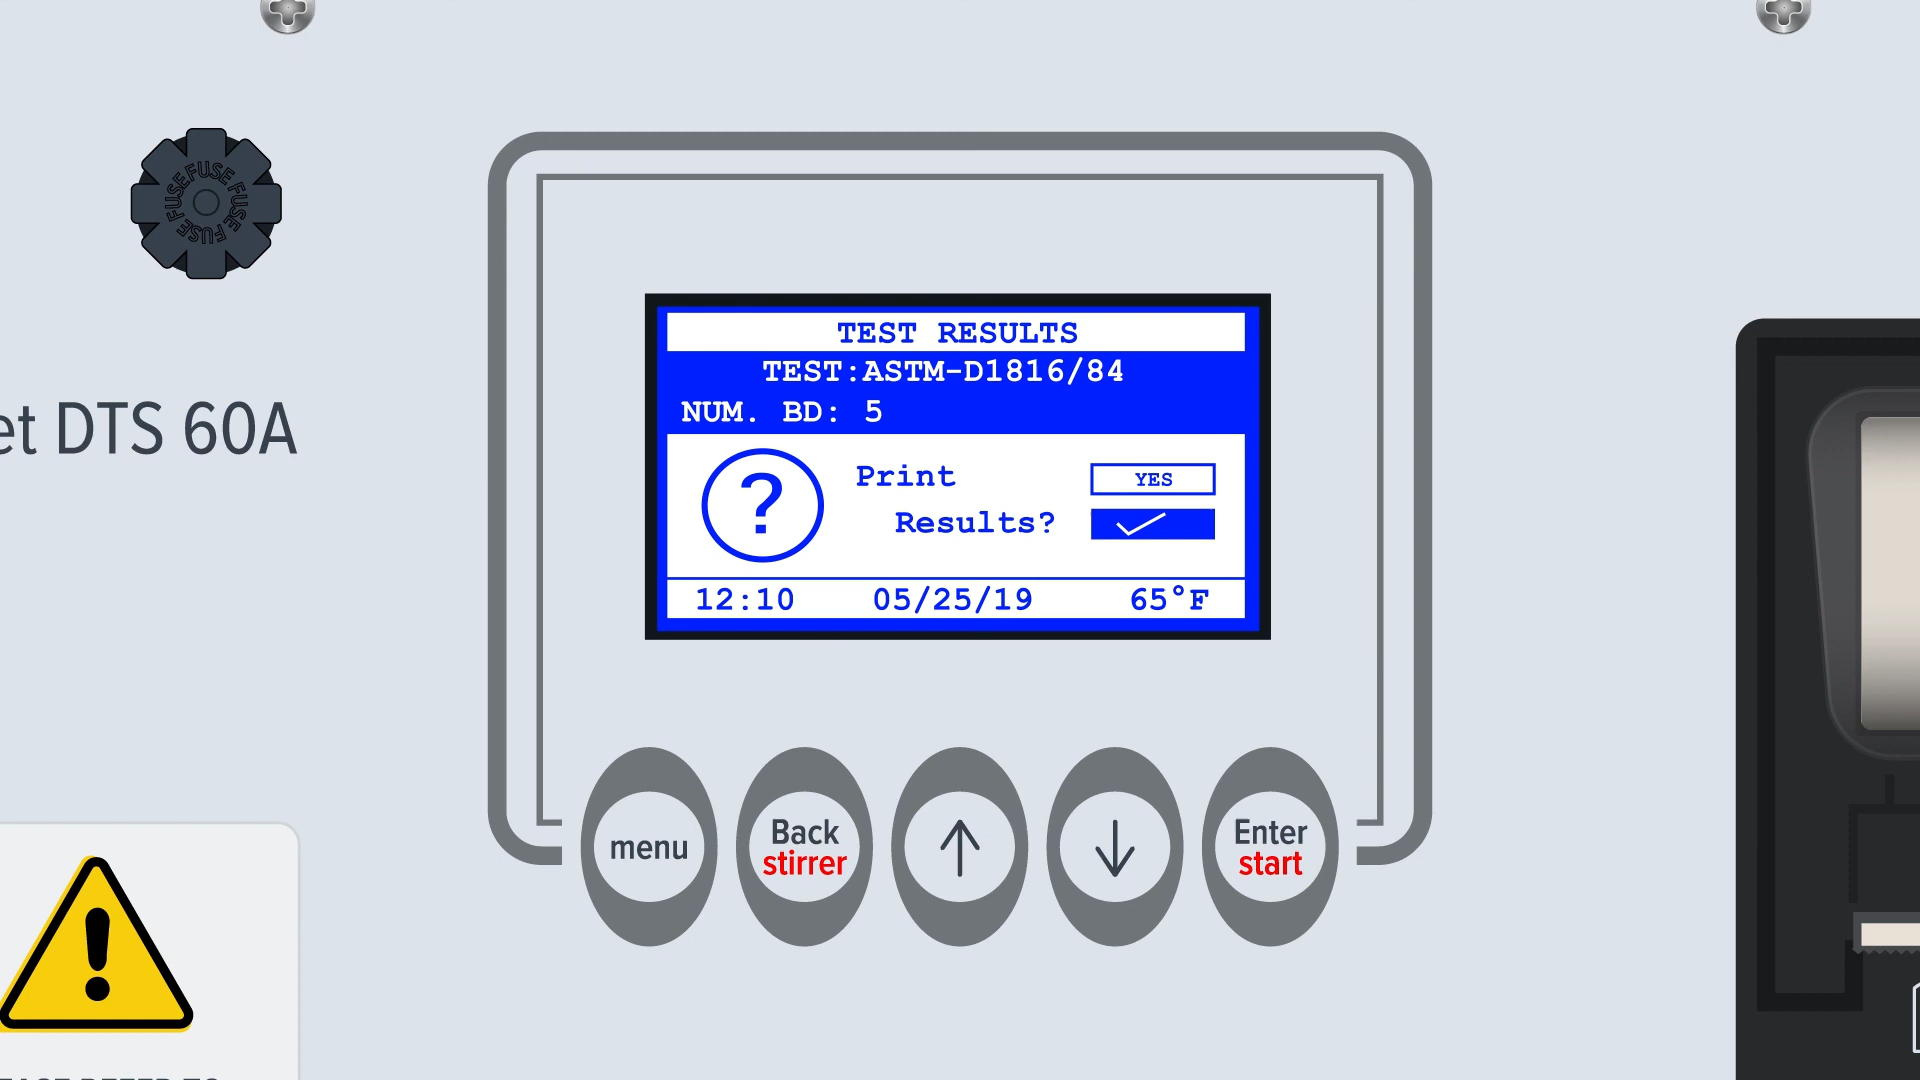 FUSE FUSE FUSE FUSE FUSE
TEST RESULTS
TEST:ASTM-D1816/84
NUM. BD: 5
Print YES
Results?
12:10 05/25/19 65°F
et DTS 60A
menu
Back
stirrer
Enter
start